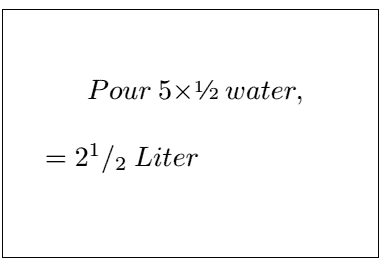 Pour 5×½ water,
= 2¹/₂ Liter